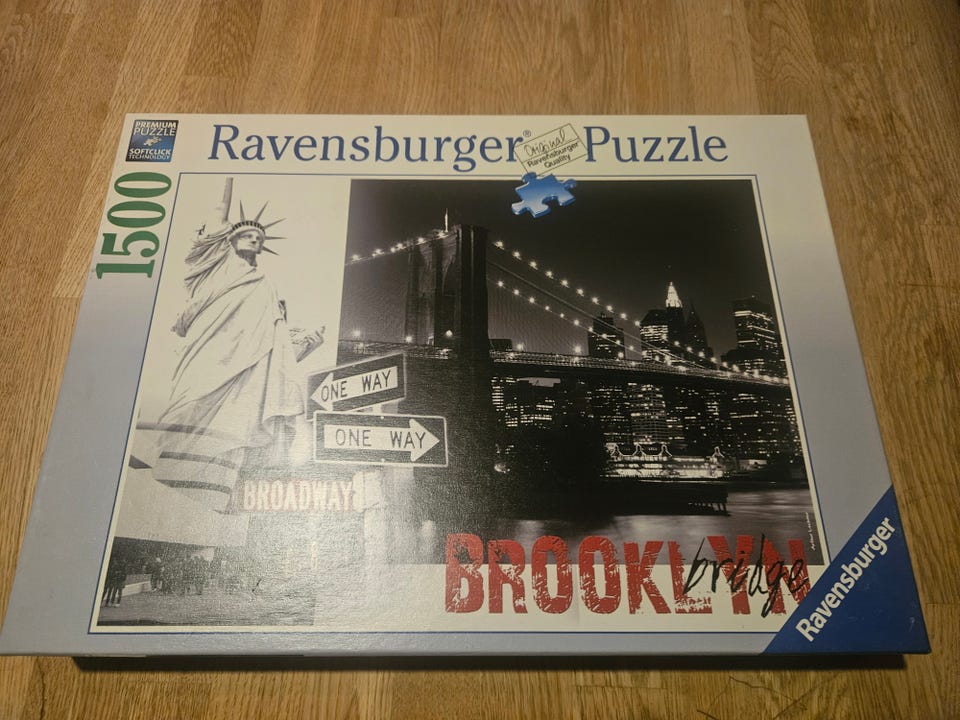 PREMIUM
PUZZLE
SOFTCLICK
TECHNOLOGY
Ravensburger® Puzzle
Original
Ravensburger
Quality
1500
ONE WAY
ONE WAY
BROADWAY
BROOKLYN
bridge
Ravensburger